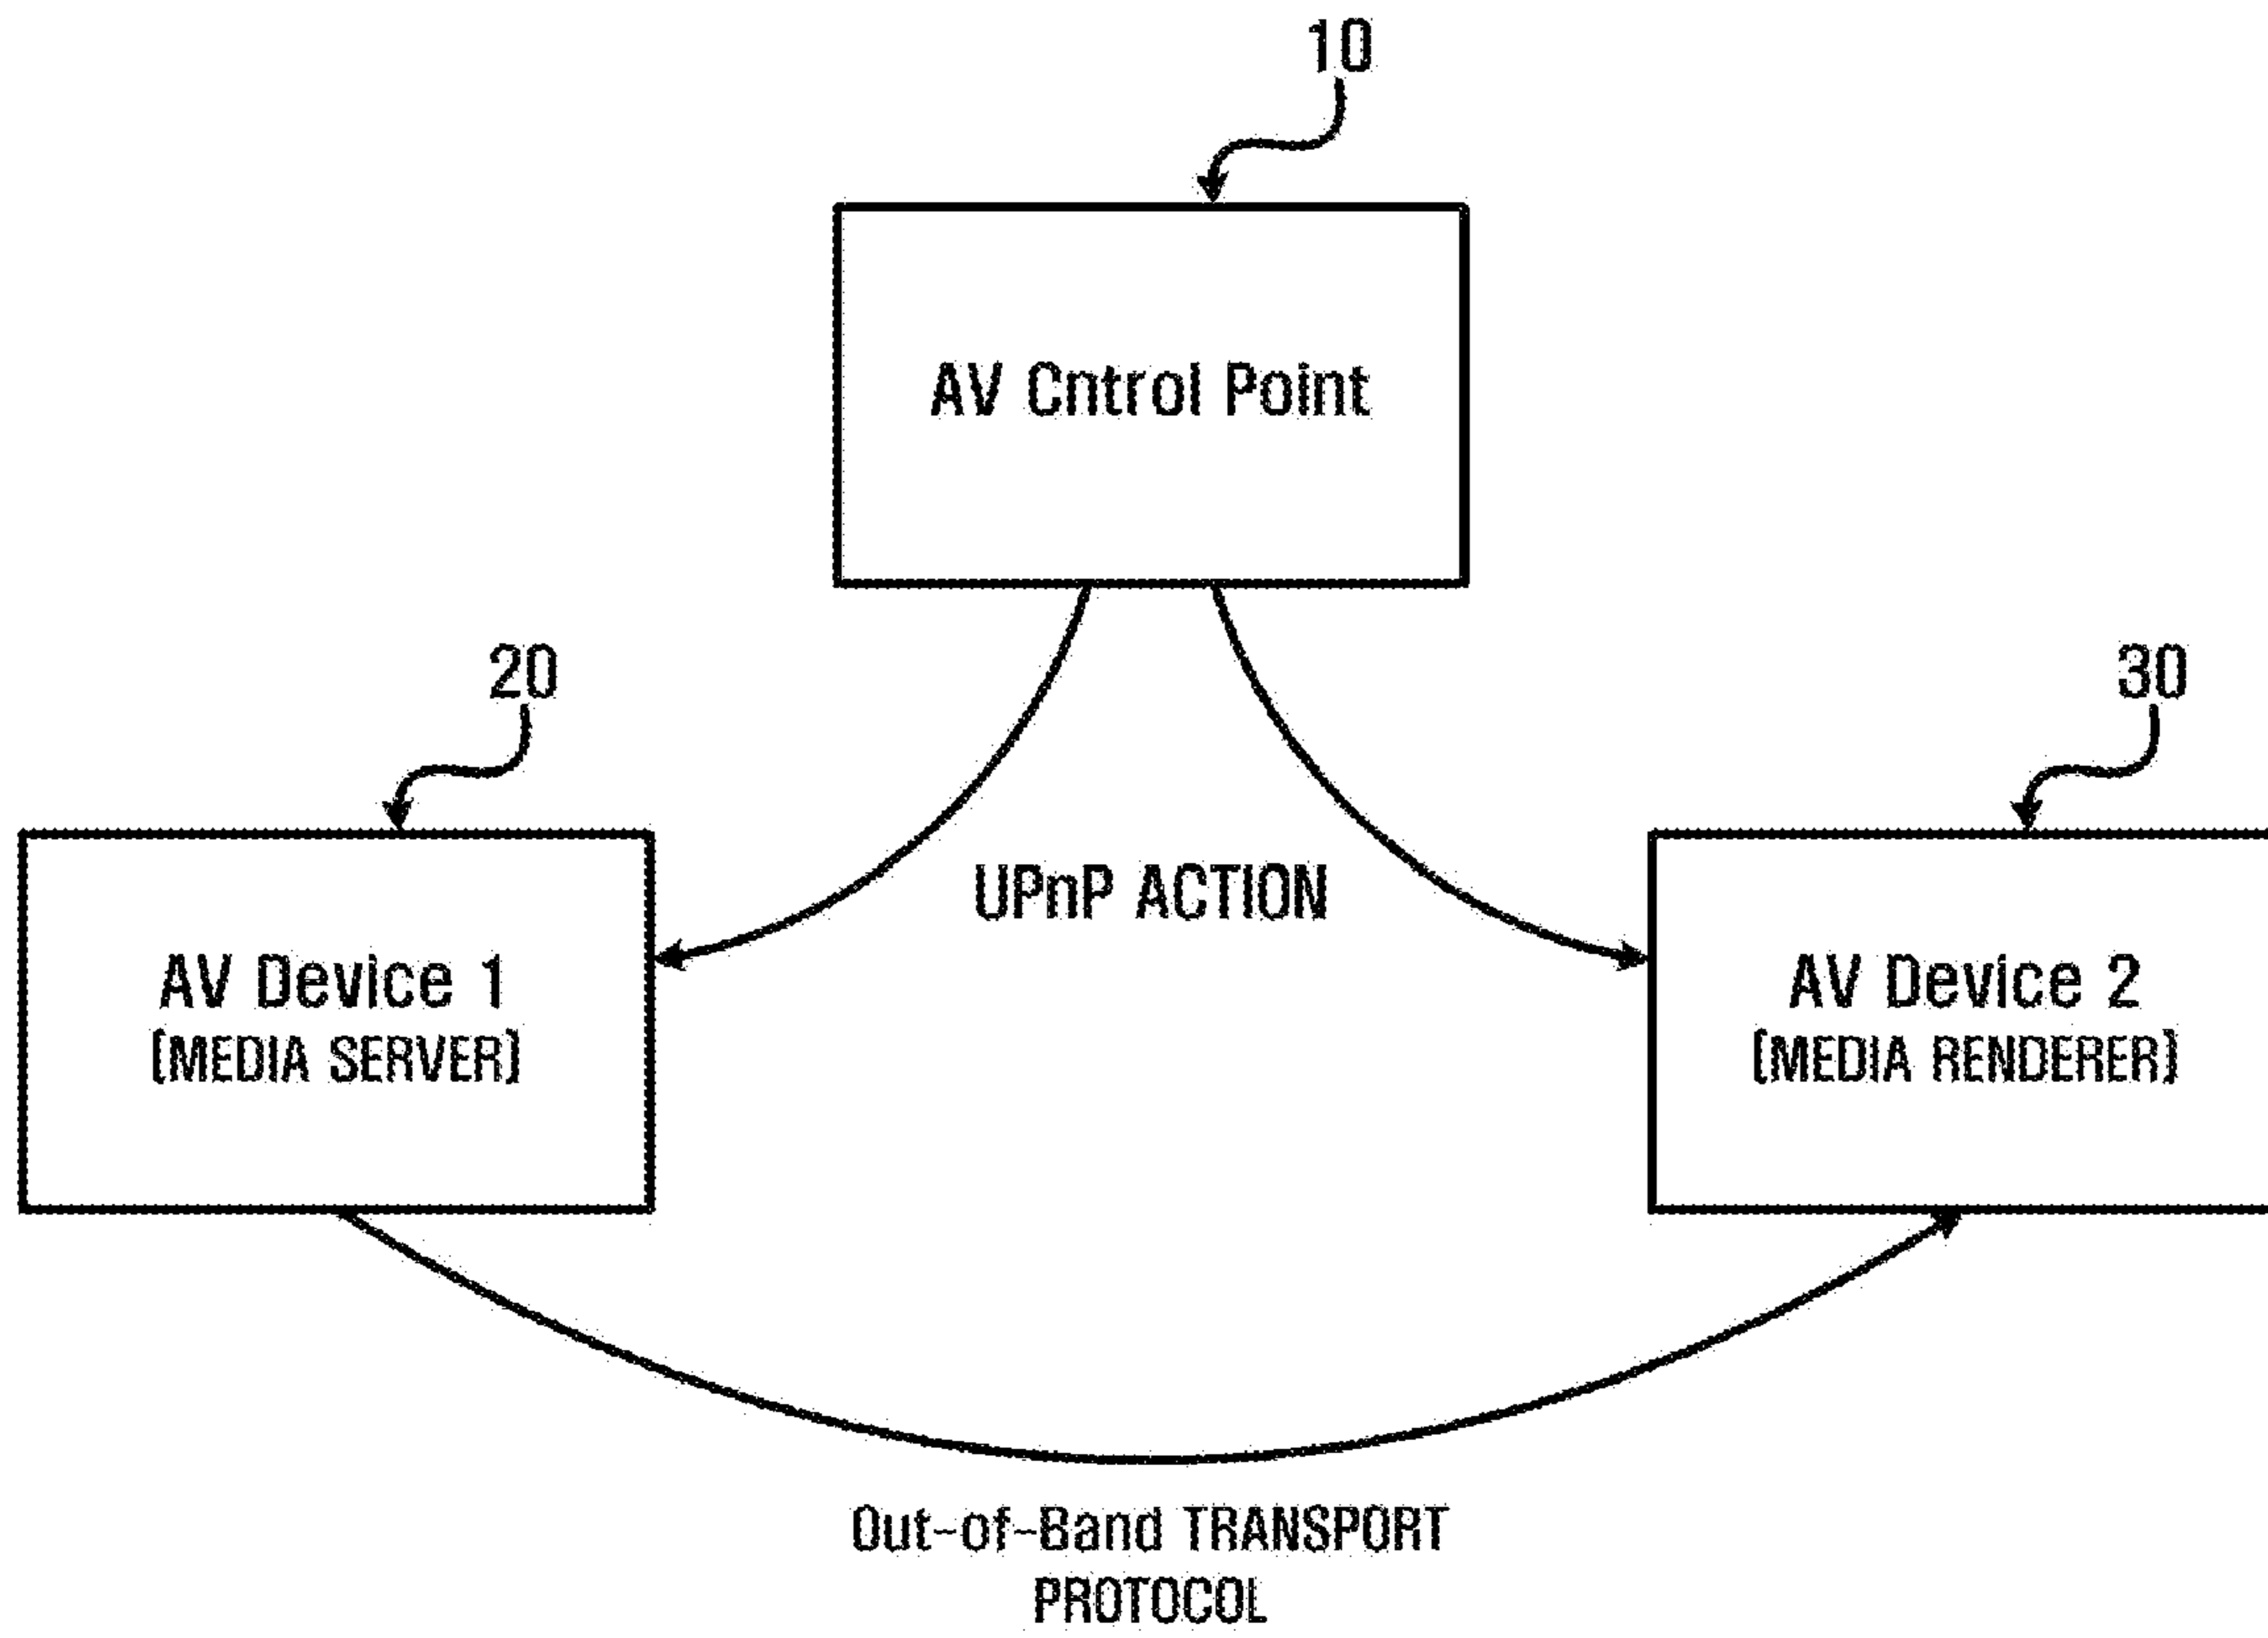 10
AV Cntrol Point
20
30
UPnP ACTION
AV Device 1
[MEDIA SERVER]
AV Device 2
[MEDIA RENDERER]
Out-of-Band TRANSPORT
PROTOCOL